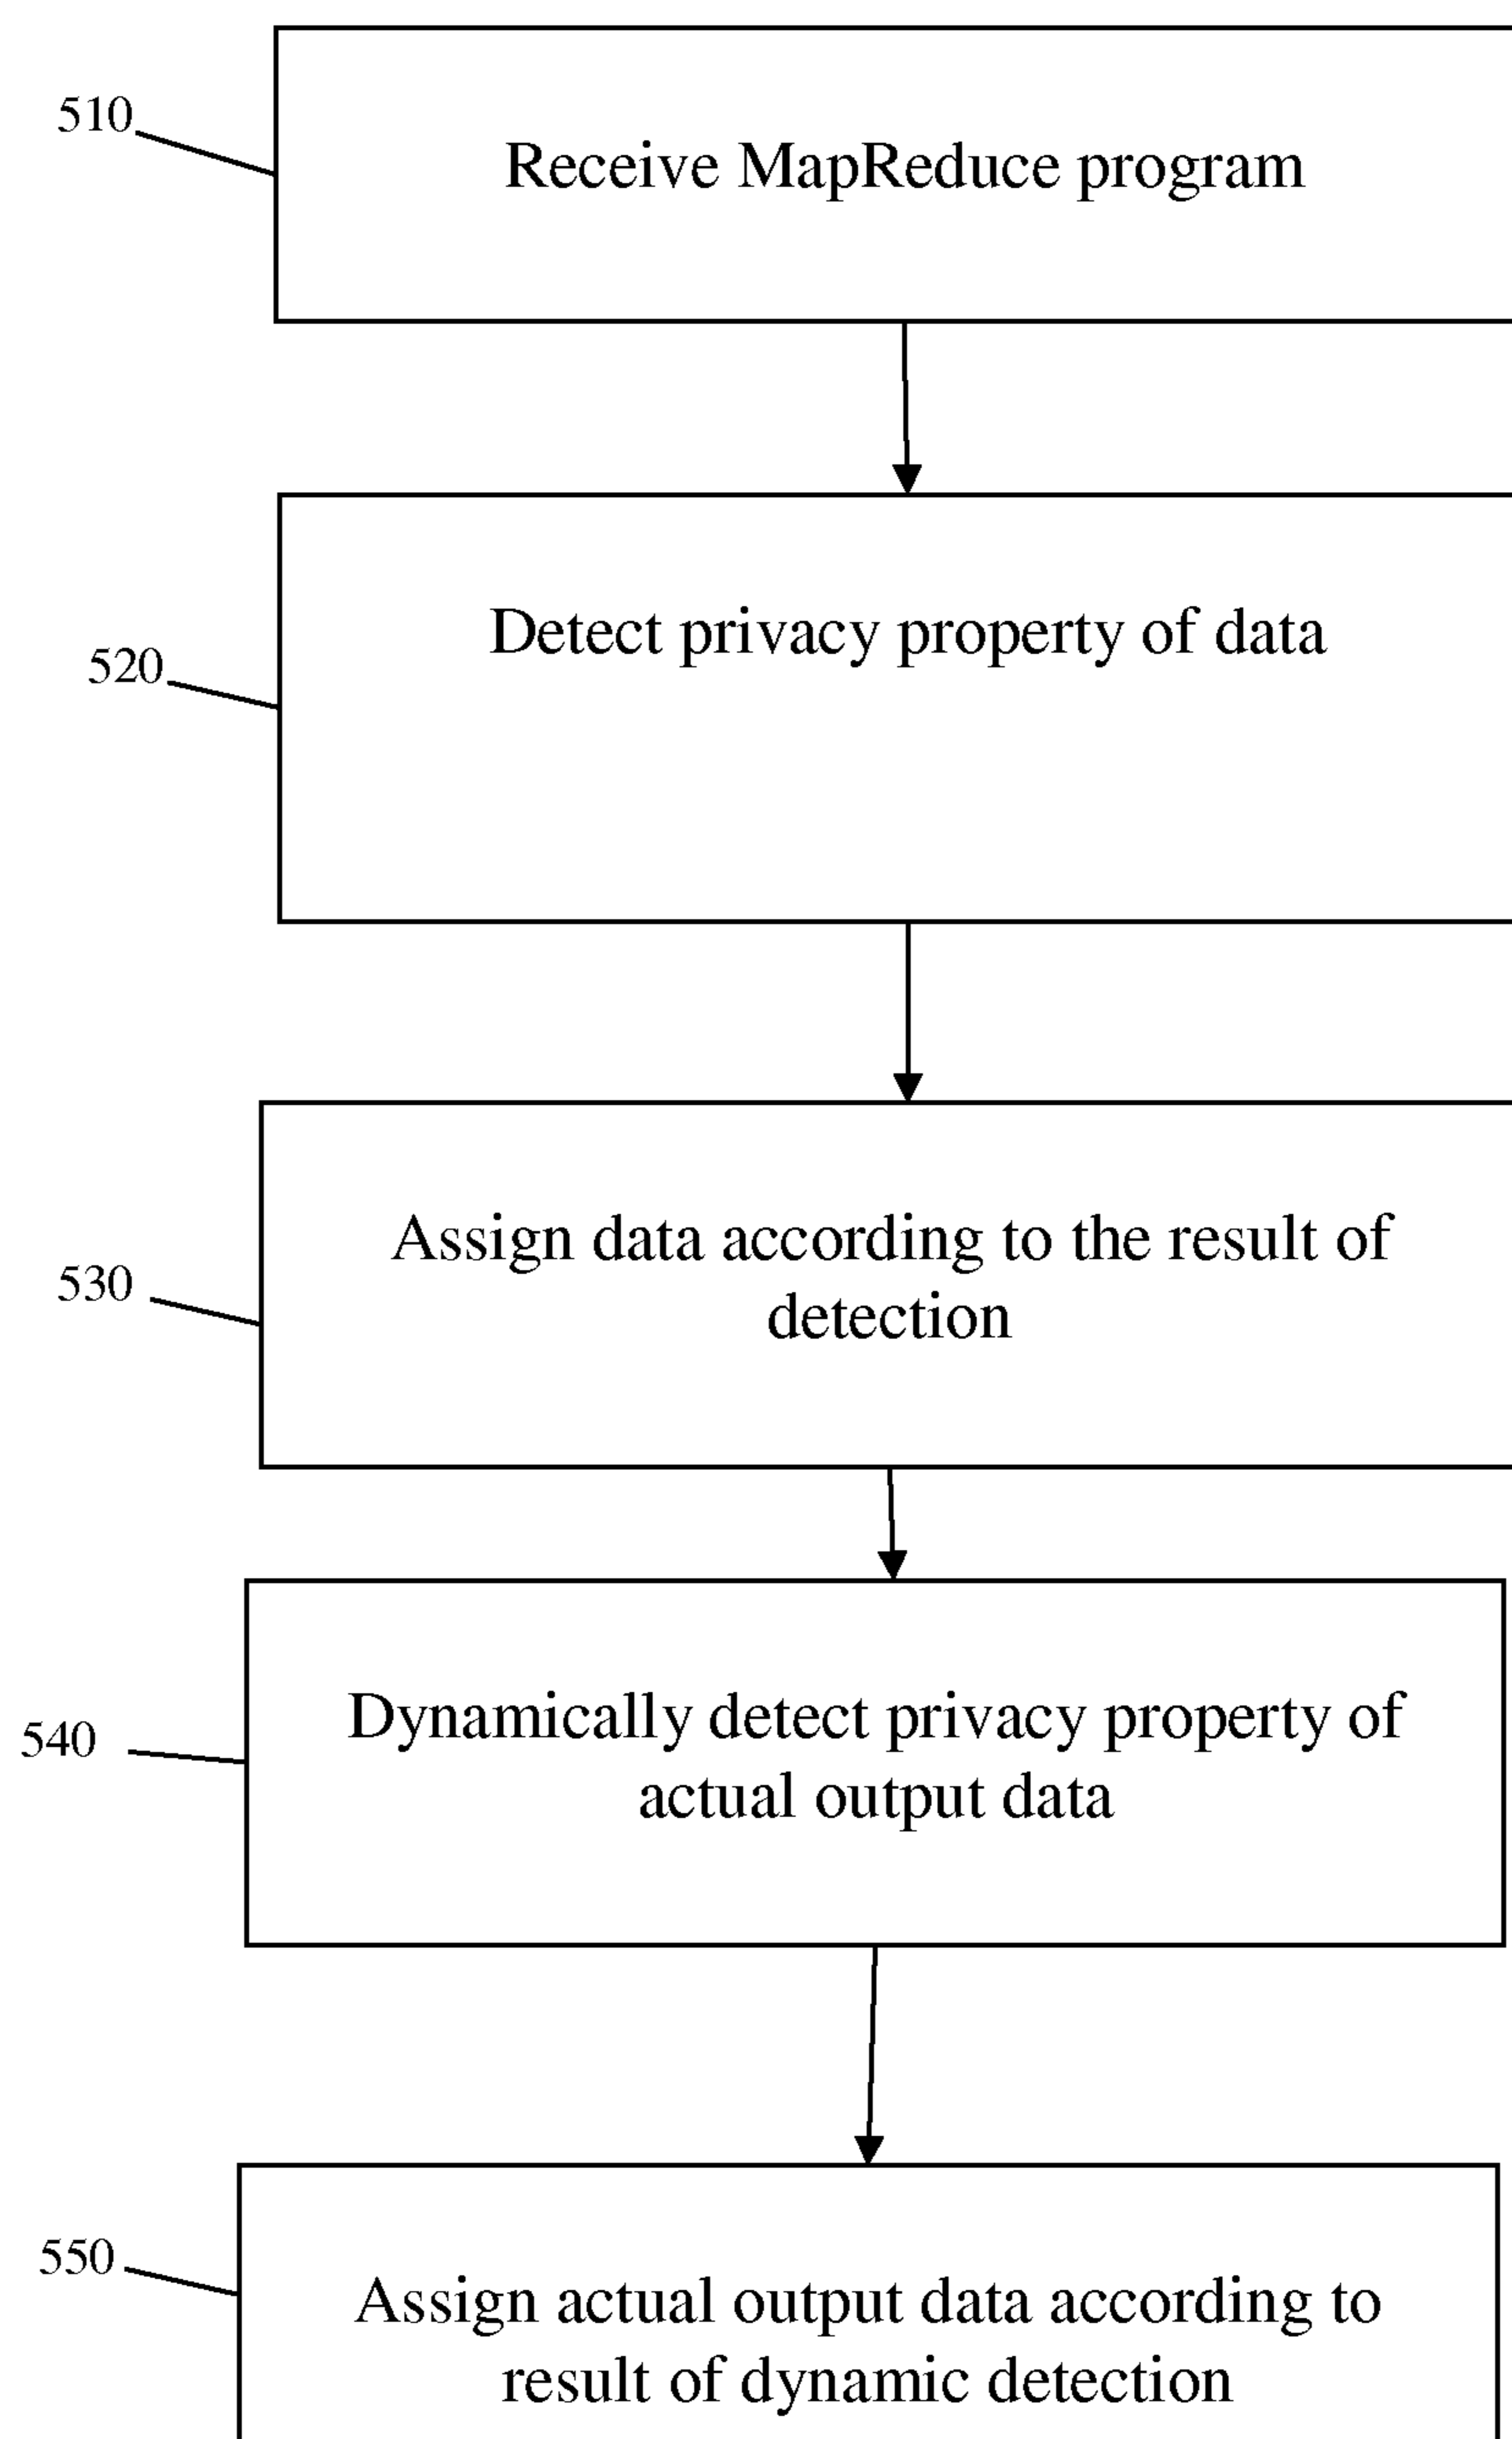 510
Receive MapReduce program
520
Detect privacy property of data
530
Assign data according to the result of
detection
540
Dynamically detect privacy property of
actual output data
550
Assign actual output data according to
result of dynamic detection